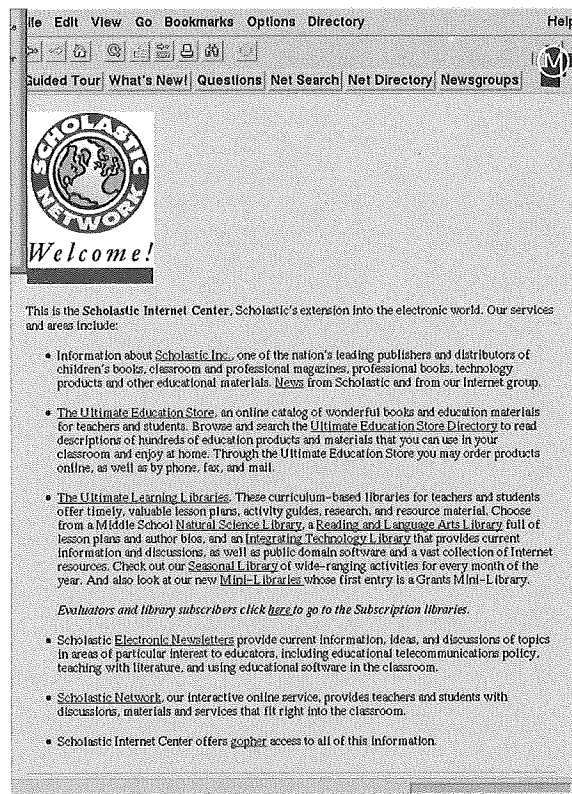 ile Edit View Go Bookmarks Options Directory Help
Guided Tour What's New! Questions Net Search Net Directory Newsgroups
M
SCHOLASTIC
NETWORK
Welcome!
This is the Scholastic Internet Center, Scholastic's extension into the electronic world. Our services
and areas include:
• Information about Scholastic Inc., one of the nation's leading publishers and distributors of
children's books, classroom and professional magazines, professional books, technology
products and other educational materials. News from Scholastic and from our Internet group.
• The Ultimate Education Store, an online catalog of wonderful books and education materials
for teachers and students. Browse and search the Ultimate Education Store Directory to read
descriptions of hundreds of education products and materials that you can use in your
classroom and enjoy at home. Through the Ultimate Education Store you may order products
online, as well as by phone, fax, and mail.
• The Ultimate Learning Libraries. These curriculum-based libraries for teachers and students
offer timely, valuable lesson plans, activity guides, research, and resource material. Choose
from a Middle School Natural Science Library, a Reading and Language Arts Library full of
lesson plans and author bios, and an Integrating Technology Library that provides current
information and discussions, as well as public domain software and a vast collection of Internet
resources. Check out our Seasonal Library of wide-ranging activities for every month of the
year. And also look at our new Mini-Libraries whose first entry is a Grants Mini-Library.
Evaluators and library subscribers click here to go to the Subscription libraries.
• Scholastic Electronic Newsletters provide current information, ideas, and discussions of topics
in areas of particular interest to educators, including educational telecommunications policy,
teaching with literature, and using educational software in the classroom.
• Scholastic Network, our interactive online service, provides teachers and students with
discussions, materials and services that fit right into the classroom.
• Scholastic Internet Center offers gopher access to all of this information.